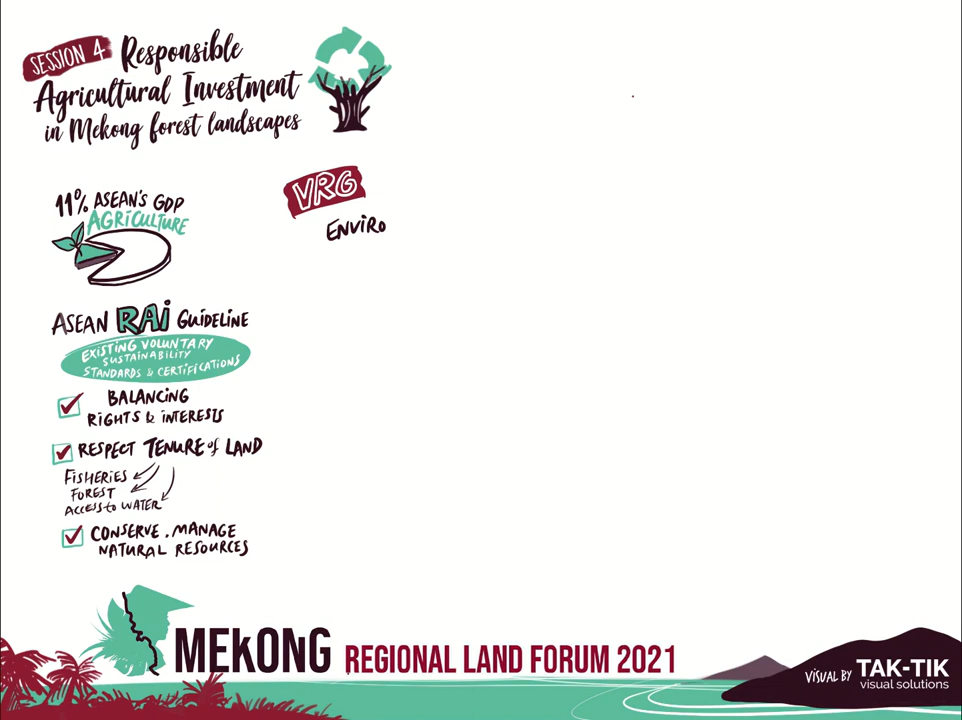 SESSION 4 Responsible
Agricultural Investment
in Mekong forest landscapes
11% ASEAN'S GDP
AGRICULTURE
ASEAN RAi GUIDELINE
EXISTING VOLUNTARY
SUSTAINABILITY
STANDARDS & CERTIFICATIONS
BALANCING
RIGHTS & INTERESTS
RESPECT TENURE of LAND
FISHERIES
FOREST
ACCESS to WATER
CONSERVE . MANAGE
NATURAL RESOURCES
VRG
ENVIRO
MEKONG REGIONAL LAND FORUM 2021
VISUAL BY TAK-TIK
visual solutions